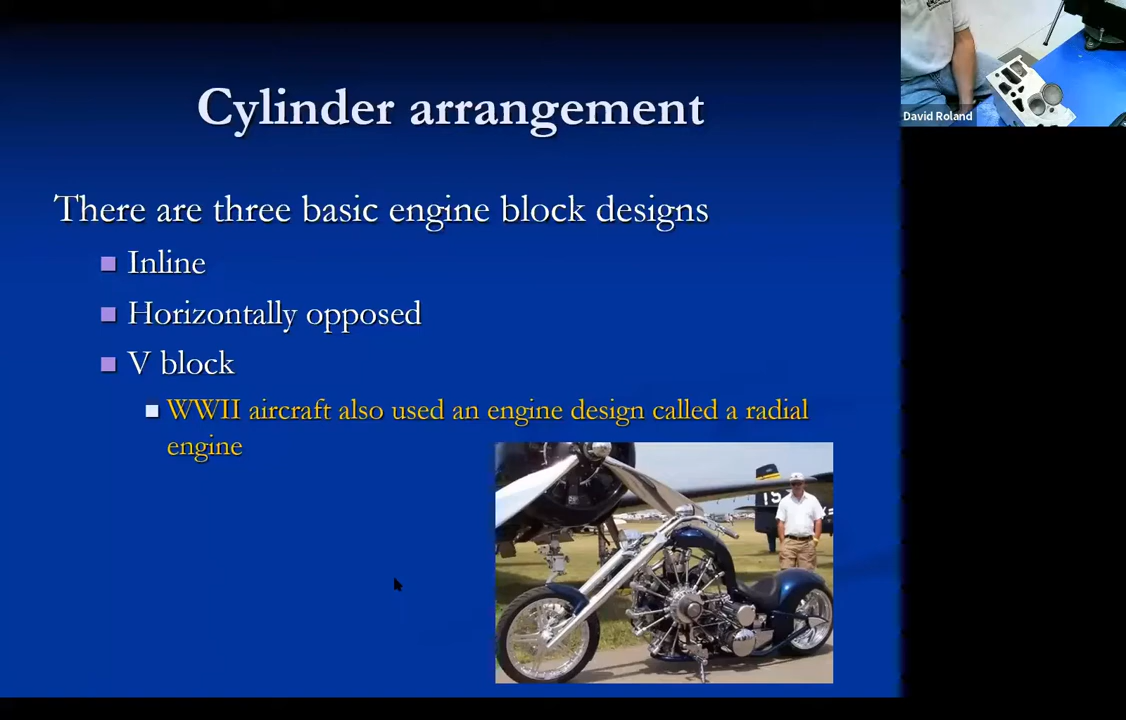 Cylinder arrangement
There are three basic engine block designs
Inline
Horizontally opposed
V block
WWII aircraft also used an engine design called a radial
engine
David Roland